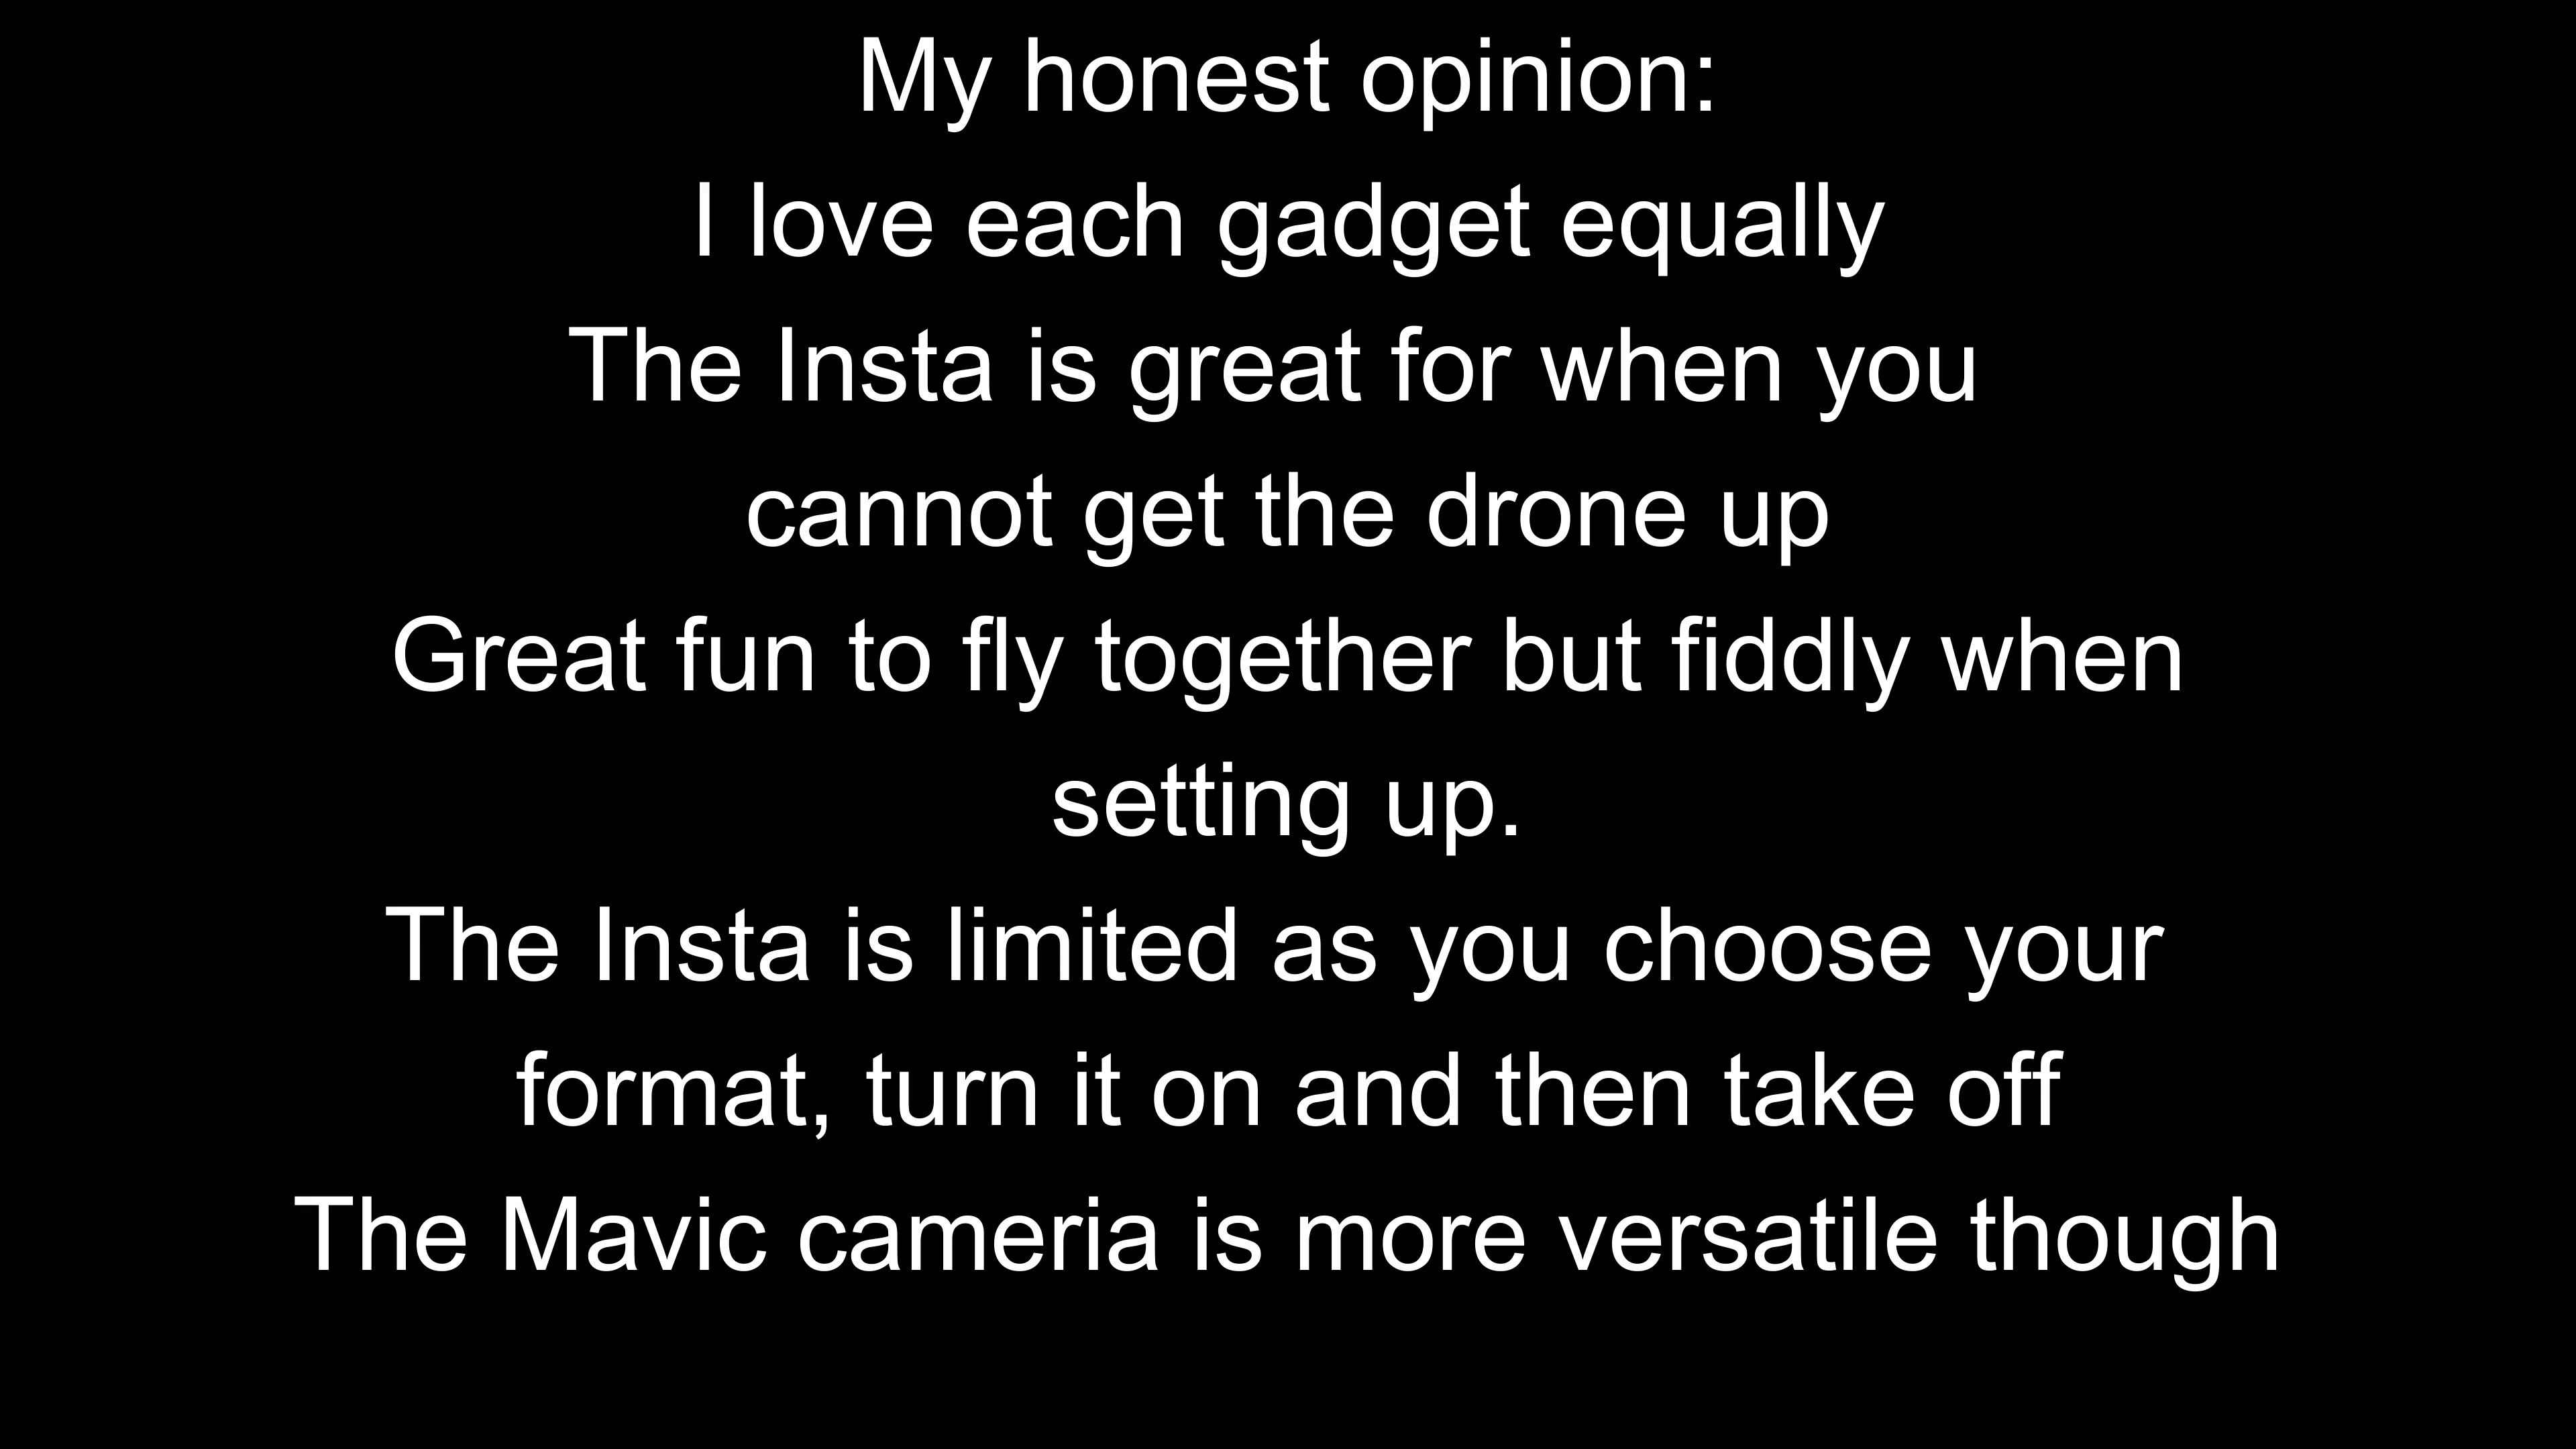 My honest opinion:
I love each gadget equally
The Insta is great for when you
cannot get the drone up
Great fun to fly together but fiddly when
setting up.
The Insta is limited as you choose your
format, turn it on and then take off
The Mavic cameria is more versatile though